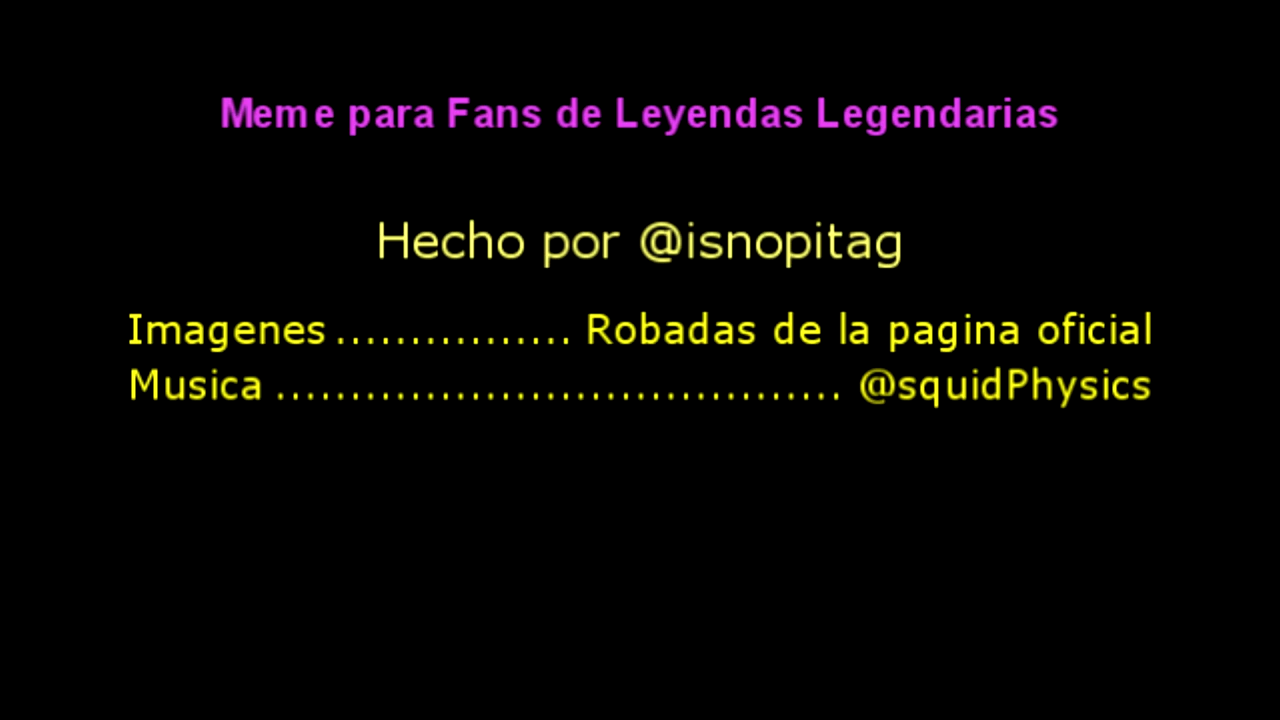 Meme para Fans de Leyendas Legendarias
Hecho por @isnopitag
Imagenes ................ Robadas de la pagina oficial
Musica ...................................... @squidPhysics